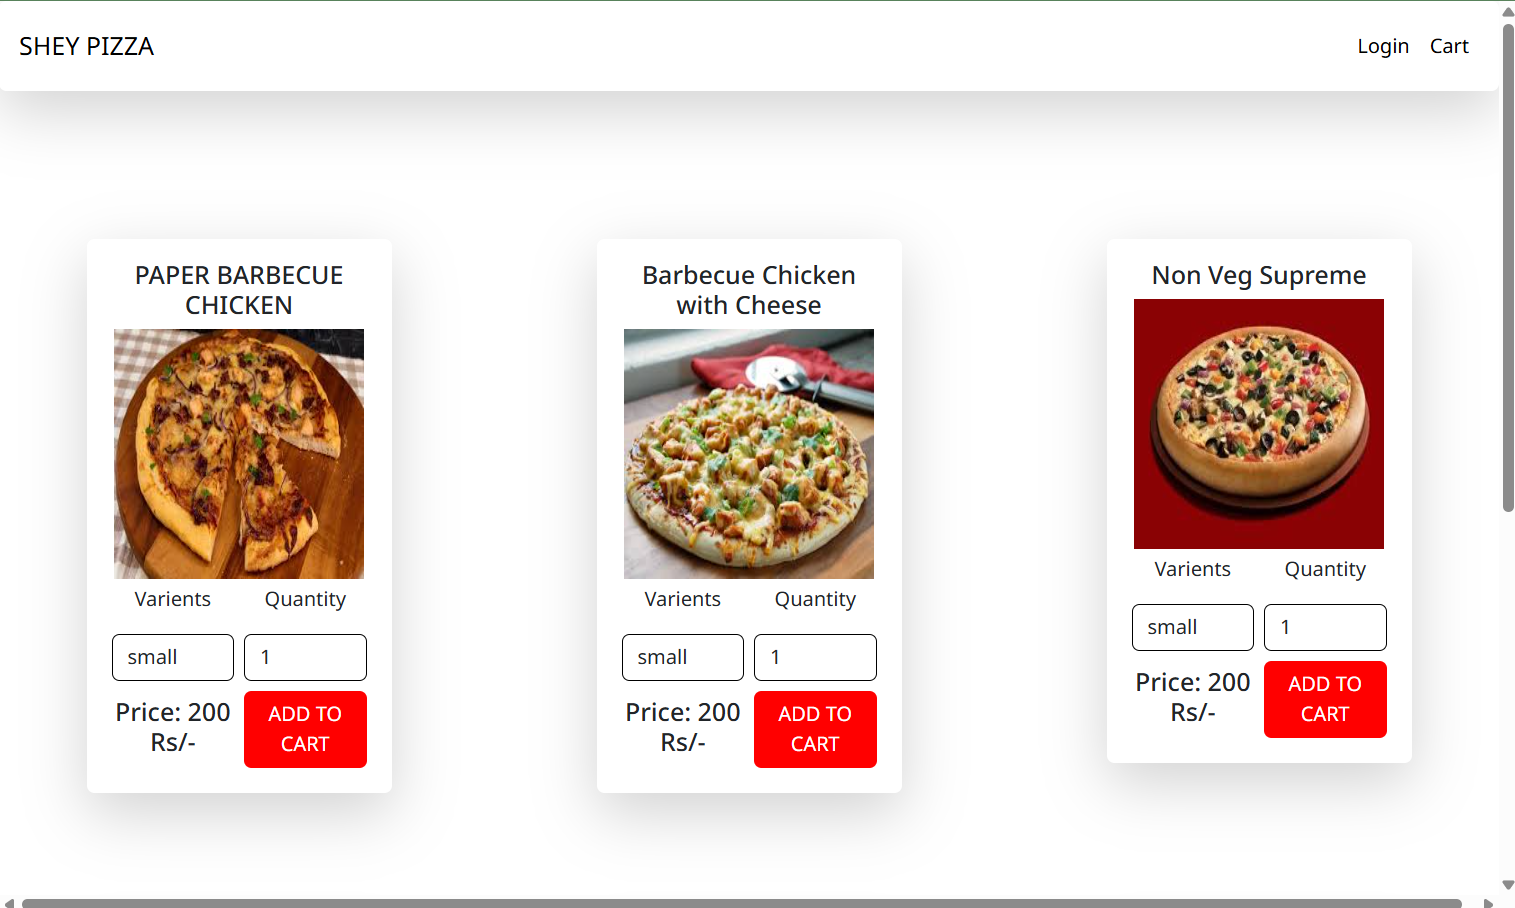 SHEY PIZZA
Login Cart
PAPER BARBECUE
CHICKEN
Varients Quantity
small 1
Price: 200
Rs/-
ADD TO
CART
Barbecue Chicken
with Cheese
Varients Quantity
small 1
Price: 200
Rs/-
ADD TO
CART
Non Veg Supreme
Varients Quantity
small 1
Price: 200
Rs/-
ADD TO
CART